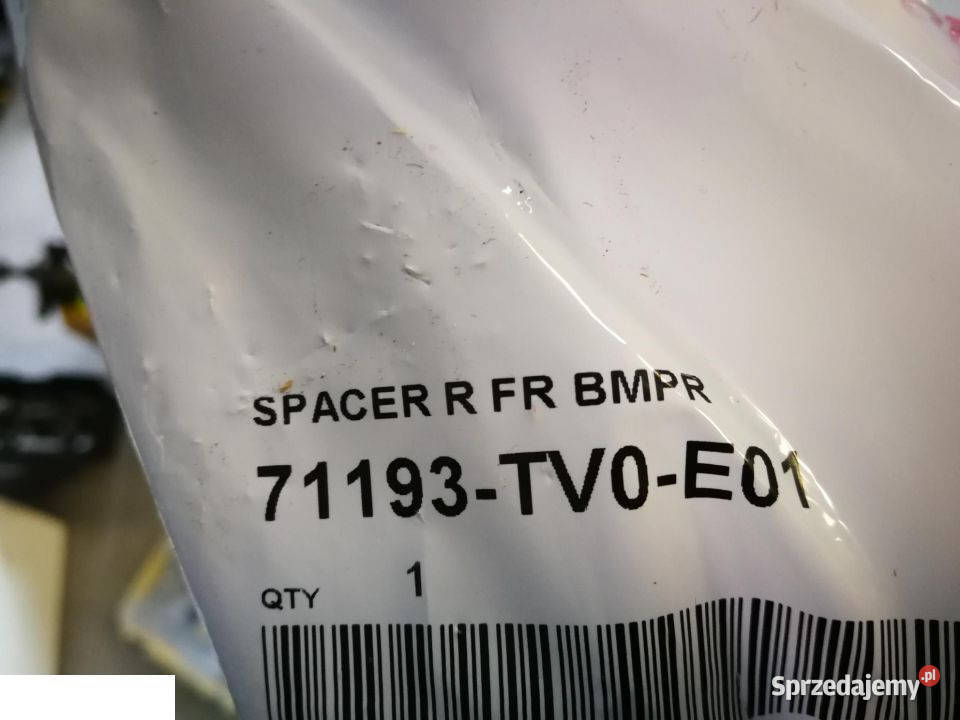 SPACER R FR BMPR
71193-TV0-E01
QTY 1
Sprzedajemy.pl